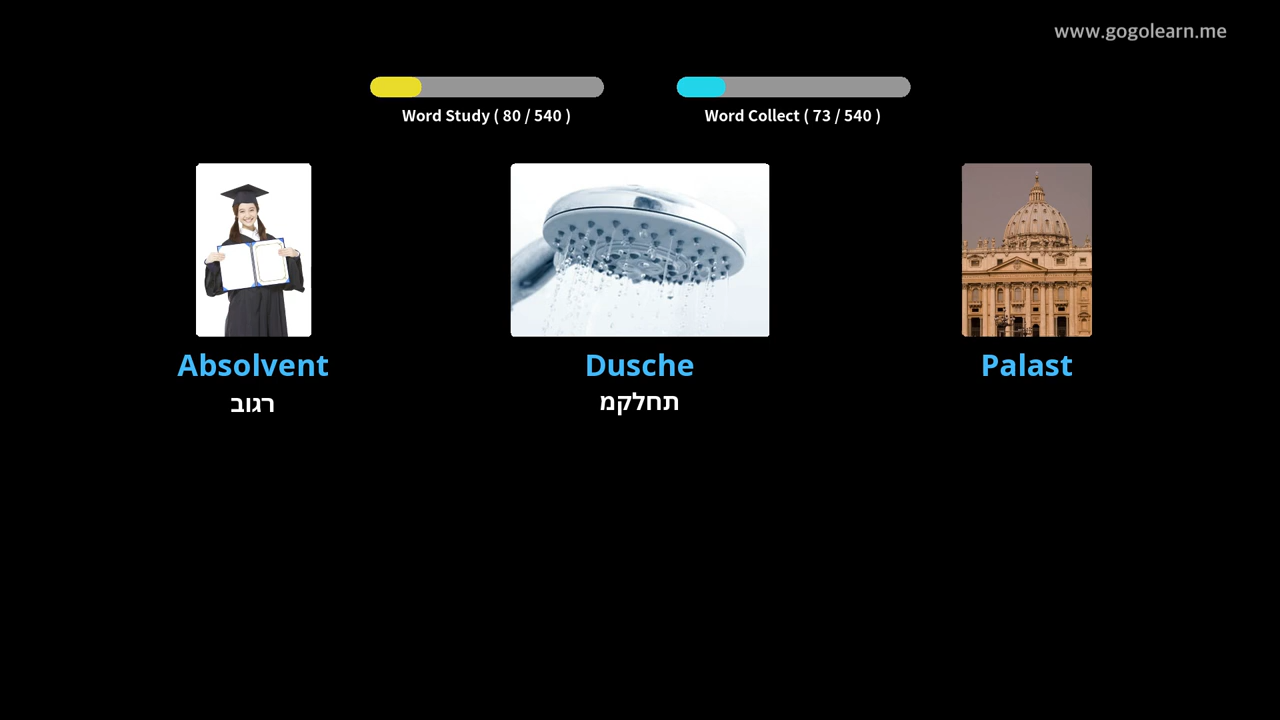 www.gogolearn.me
Word Study ( 80 / 540 )
Word Collect ( 73 / 540 )
Absolvent
רגוב
Dusche
תחלקמ
Palast